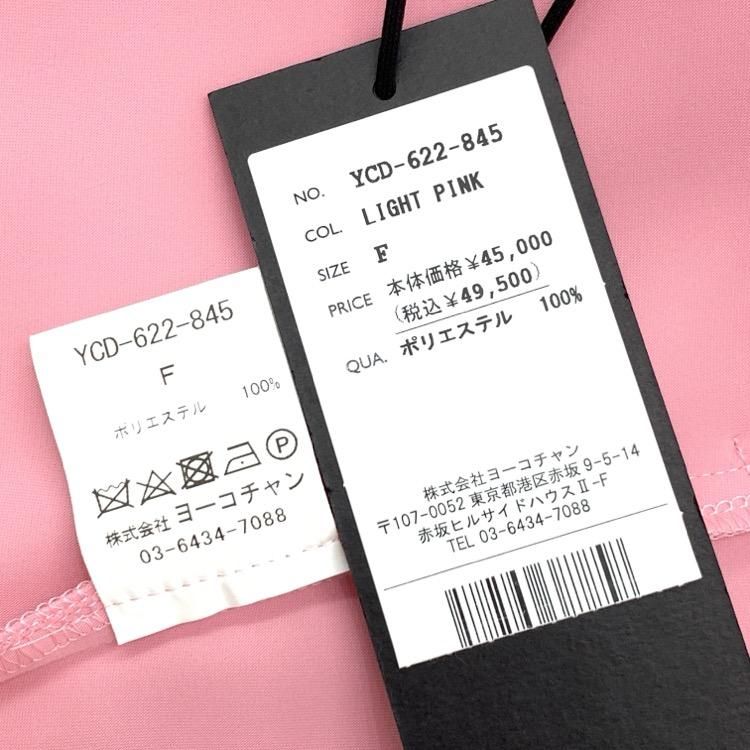 NO. YCD-622-845
COL. LIGHT PINK
SIZE F
PRICE 本体価格¥45,000
(税込¥49,500)
QUA. ポリエステル 100%
株式会社ヨーコチャン
〒107-0052 東京都港区赤坂9-5-14
赤坂ヒルサイドハウスⅡ-F
TEL 03-6434-7088
YCD-622-845
F
ポリエステル 100%
P
株式会社 ヨーコチャン
03-6434-7088